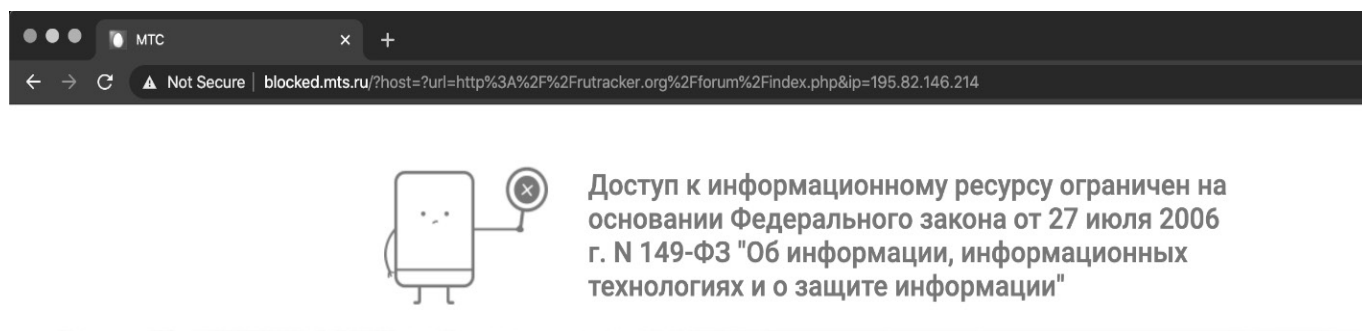 МТС
Not Secure | blocked.mts.ru/?host=?url=http%3A%2F%2Frutracker.org%2Fforum%2Findex.php&ip=195.82.146.214
Доступ к информационному ресурсу ограничен на
основании Федерального закона от 27 июля 2006
г. N 149-ФЗ "Об информации, информационных
технологиях и о защите информации"